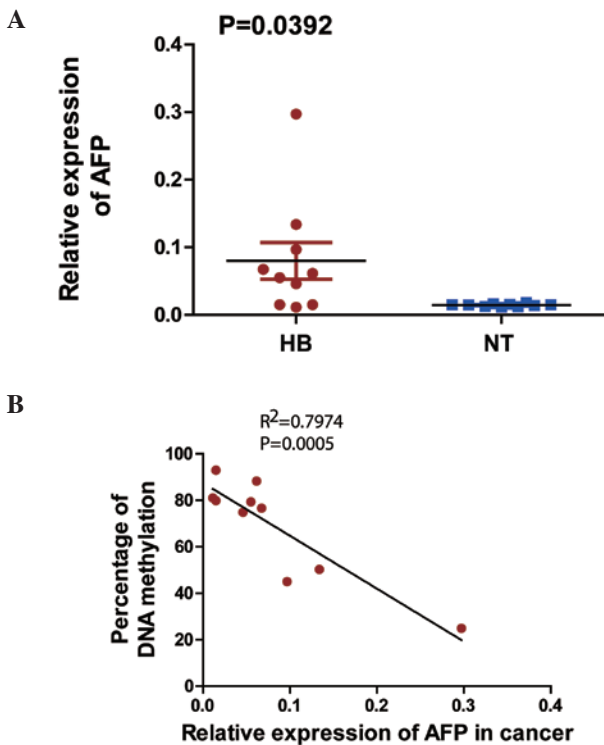 A
P=0.0392
Relative expression
of AFP
0.4
0.3
0.2
0.1
0.0
HB
NT
B
R²=0.7974
P=0.0005
Percentage of
DNA methylation
100
80
60
40
20
0
0.0
0.1
0.2
0.3
0.4
Relative expression of AFP in cancer